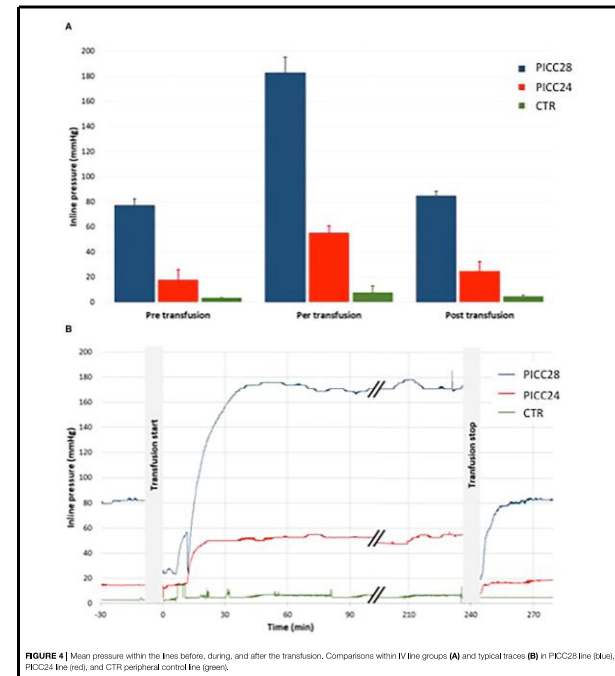 A
Inline pressure (mmHg)
200
180
160
140
120
100
80
60
40
20
0
PICC28
PICC24
CTR
Pre transfusion
Per transfusion
Post transfusion
B
Inline pressure (mmHg)
200
180
160
140
120
100
80
60
40
20
0
Transfusion start
Tranfusion stop
PICC28
PICC24
CTR
-30
0
30
60
90
210
240
270
Time (min)
FIGURE 4 | Mean pressure within the lines before, during, and after the transfusion. Comparisons within IV line groups (A) and typical traces (B) in PICC28 line (blue),
PICC24 line (red), and CTR peripheral control line (green).